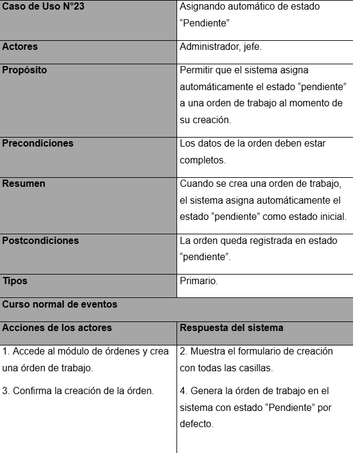 Caso de Uso N°23
Asignando automático de estado
"Pendiente"
Actores
Administrador, jefe.
Propósito
Permitir que el sistema asigna
automáticamente el estado "pendiente"
a una orden de trabajo al momento de
su creación.
Precondiciones
Los datos de la orden deben estar
completos.
Resumen
Cuando se crea una orden de trabajo,
el sistema asigna automáticamente el
estado "pendiente" como estado inicial.
Postcondiciones
La orden queda registrada en estado
"pendiente".
Tipos
Primario.
Curso normal de eventos
Acciones de los actores
Respuesta del sistema
1. Accede al módulo de órdenes y crea
una órden de trabajo.
2. Muestra el formulario de creación
con todas las casillas.
3. Confirma la creación de la órden.
4. Genera la órden de trabajo en el
sistema con estado "Pendiente" por
defecto.